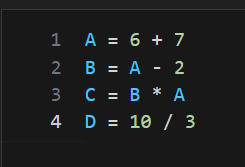 1 A = 6 + 7
2 B = A - 2
3 C = B * A
4 D = 10 / 3